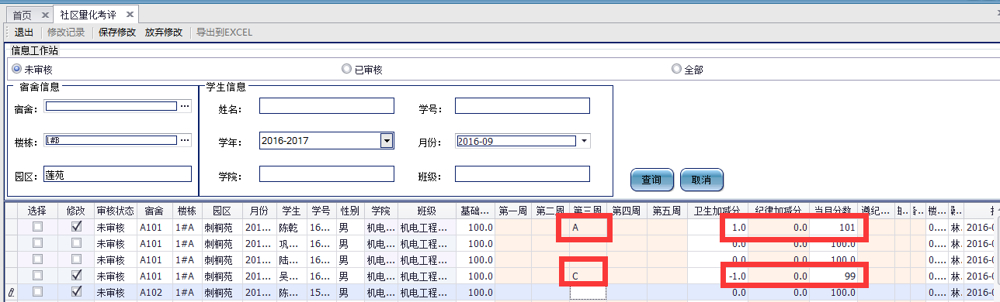 首页 社区量化考评
退出 修改记录 保存修改 放弃修改 导出到EXCEL
信息工作站
未审核 已审核 全部
宿舍信息 学生信息
宿舍: ... 姓名: 学号:
楼栋: 1#B ... 学年: 2016-2017 月份: 2016-09
园区: 莲苑 学院: 班级: 查询 取消
选择 修改 审核状态 宿舍 楼栋 园区 月份 学生 学号 性别 学院 班级 基础... 第一周 第二周 第三周 第四周 第五周 卫生加减分 纪律加减分 当月分数 遵纪... 楼...
未审核 A101 1#A 刺桐苑 201... 陈乾 16... 男 机电... 机电工程... 100.0 A 1.0 0.0 101 0.... 林. 2016-0
未审核 A101 1#A 刺桐苑 201... 巩... 16... 男 机电... 机电工程... 100.0 0.0 0.0 100.0 0.... 林. 2016-0
未审核 A101 1#A 刺桐苑 201... 陆... 16... 男 机电... 机电工程... 100.0 0.0 0.0 100.0 0.... 林. 2016-0
未审核 A101 1#A 刺桐苑 201... 吴... 16... 男 机电... 机电工程... 100.0 C -1.0 0.0 99 0.... 林. 2016-0
未审核 A102 1#A 刺桐苑 201... 陈... 15... 男 机电... 机电工程... 100.0 0.0 0.0 100.0 0.... 林. 2016-0